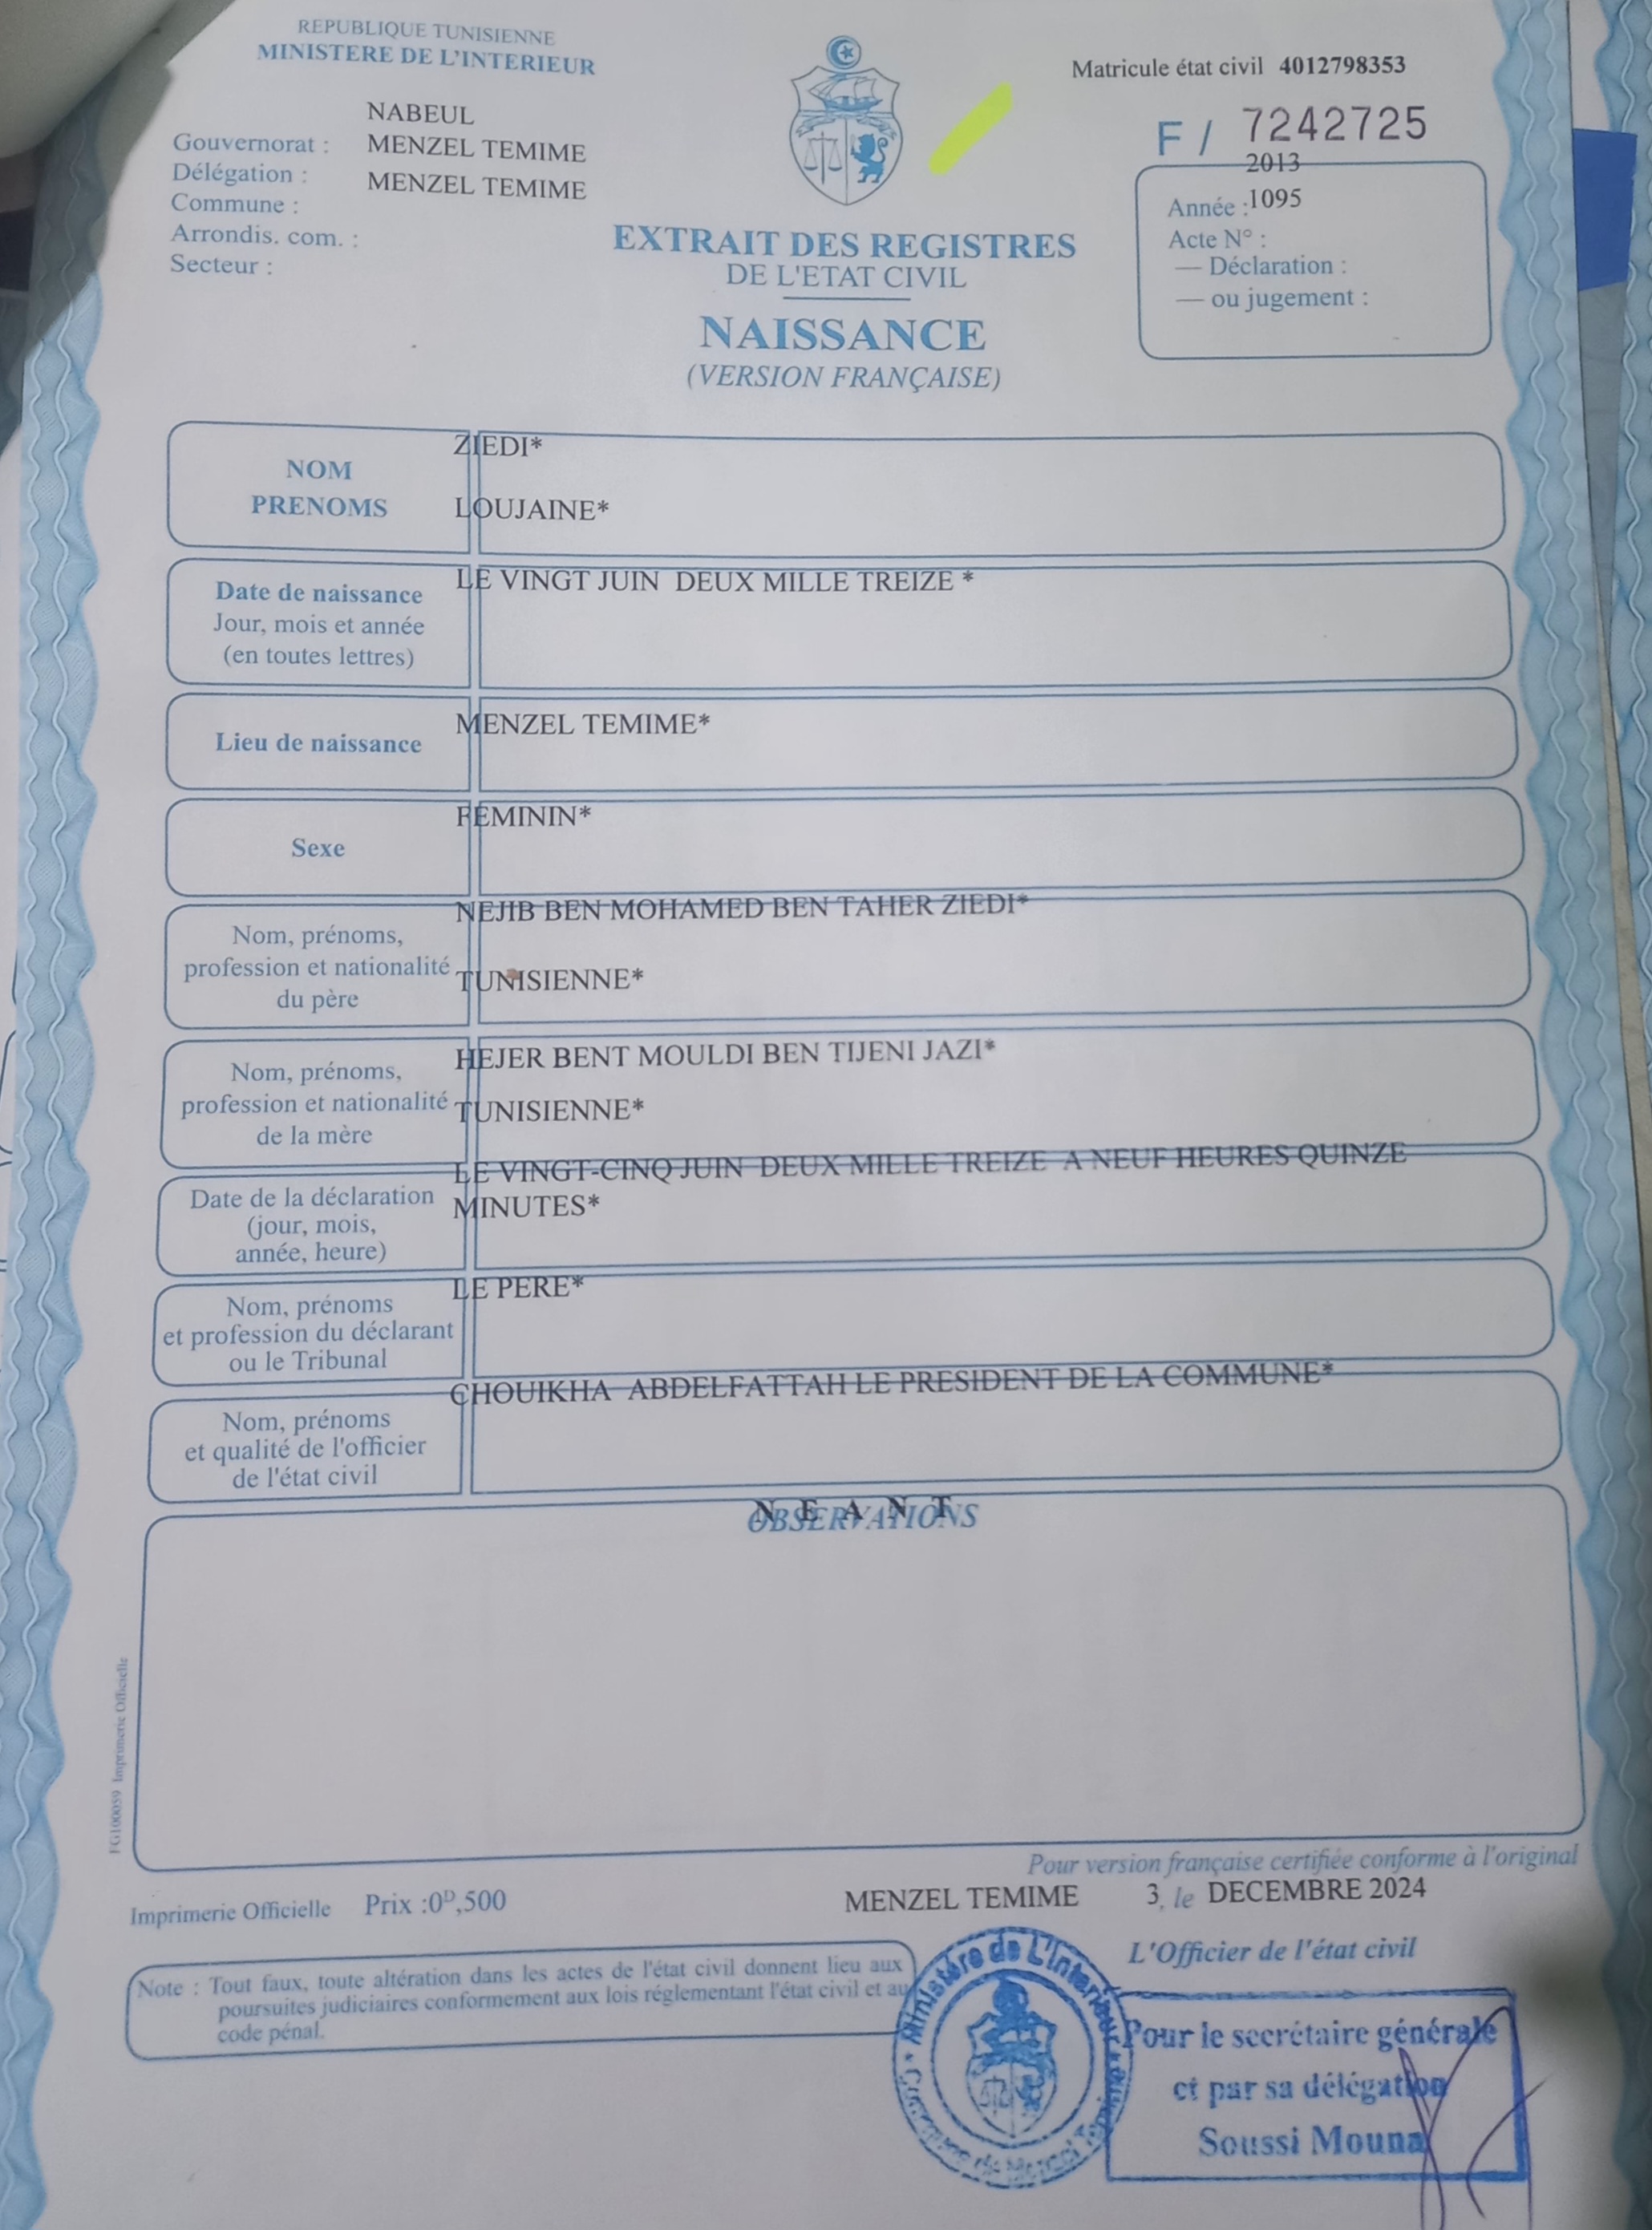 REPUBLIQUE TUNISIENNE
MINISTERE DE L'INTERIEUR
Matricule état civil 4012798353
F / 7242725
NABEUL
Gouvernorat : MENZEL TEMIME
Délégation : MENZEL TEMIME
Commune :
Arrondis. com. :
Secteur :
2013
Année : 1095
Acte N° :
— Déclaration :
— ou jugement :
EXTRAIT DES REGISTRES
DE L'ETAT CIVIL
NAISSANCE
(VERSION FRANÇAISE)
NOM
PRENOMS
ZIEDI*
LOUJAINE*
Date de naissance
Jour, mois et année
(en toutes lettres)
LE VINGT JUIN DEUX MILLE TREIZE *
Lieu de naissance
MENZEL TEMIME*
Sexe
FEMININ*
Nom, prénoms,
profession et nationalité
du père
NEJIB BEN MOHAMED BEN TAHER ZIEDI*
TUNISIENNE*
Nom, prénoms,
profession et nationalité
de la mère
HEJER BENT MOULDI BEN TIJENI JAZI*
TUNISIENNE*
Date de la déclaration
(jour, mois,
année, heure)
LE VINGT-CINQ JUIN DEUX MILLE TREIZE A NEUF HEURES QUINZE
MINUTES*
Nom, prénoms
et profession du déclarant
ou le Tribunal
LE PERE*
Nom, prénoms
et qualité de l'officier
de l'état civil
CHOUIKHA ABDELFATTAH LE PRESIDENT DE LA COMMUNE*
N E A N T
OBSERVATIONS
FG100059 Imprimerie Officielle
Pour version française certifiée conforme à l'original
Imprimerie Officielle Prix :0D,500
MENZEL TEMIME 3, le DECEMBRE 2024
L'Officier de l'état civil
Note : Tout faux, toute altération dans les actes de l'état civil donnent lieu aux
poursuites judiciaires conformement aux lois réglementant l'état civil et au
code pénal.
Ministère de L'Interieur
Commune de Menzel
Pour le secrétaire générale
et par sa délégation
Soussi Mouna